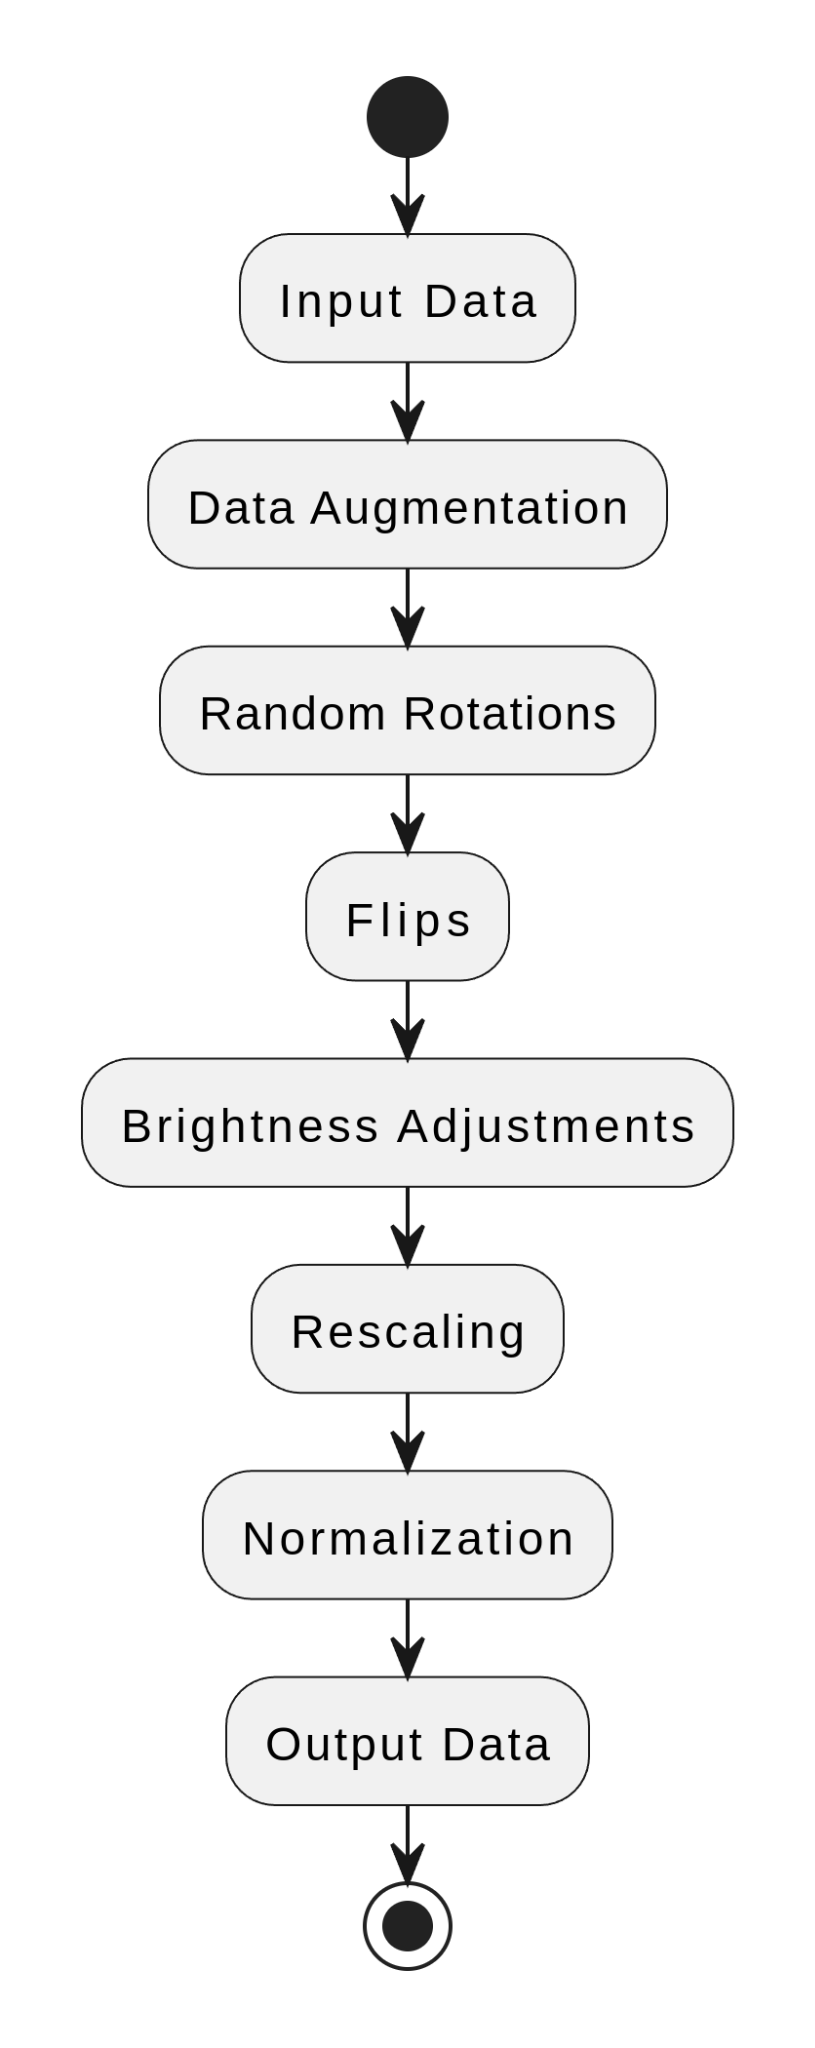 Input Data
Data Augmentation
Random Rotations
Flips
Brightness Adjustments
Rescaling
Normalization
Output Data